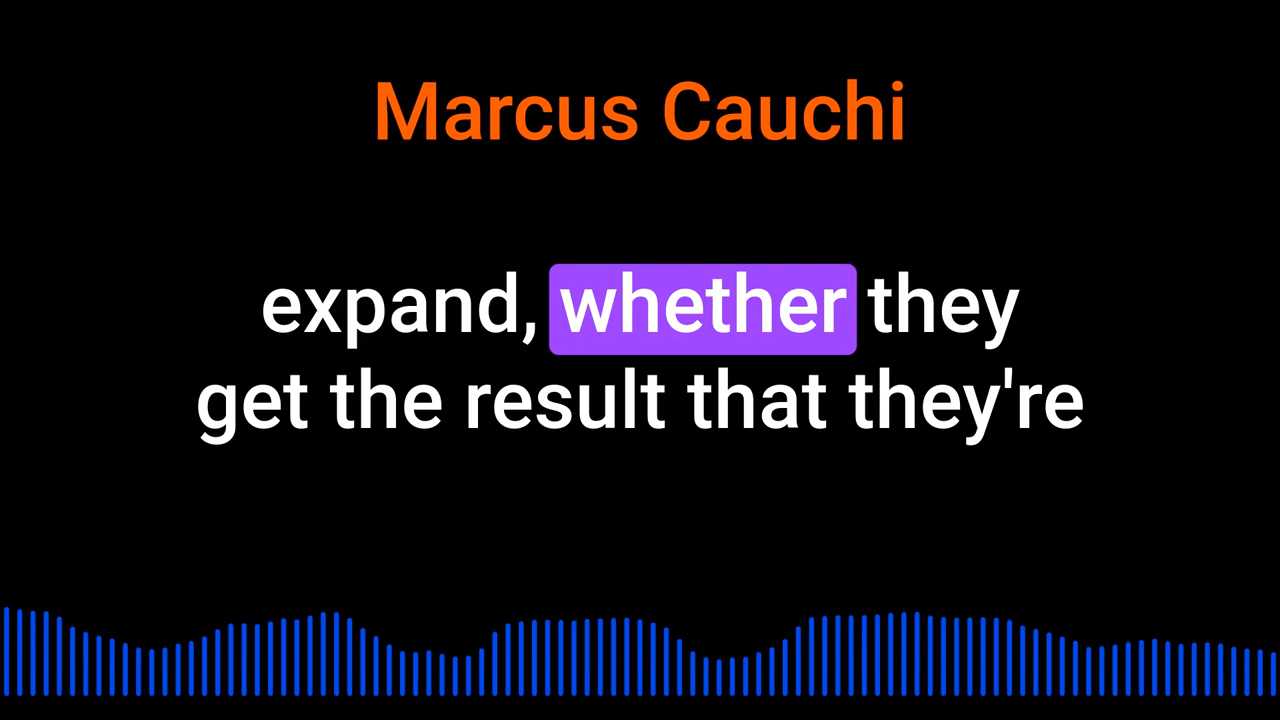 Marcus Cauchi
expand, whether they
get the result that they're